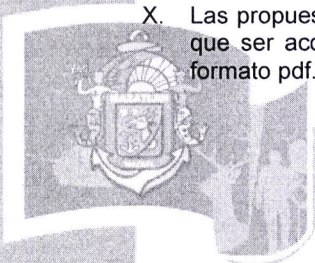 X. Las propues
que ser acc
formato pdf.